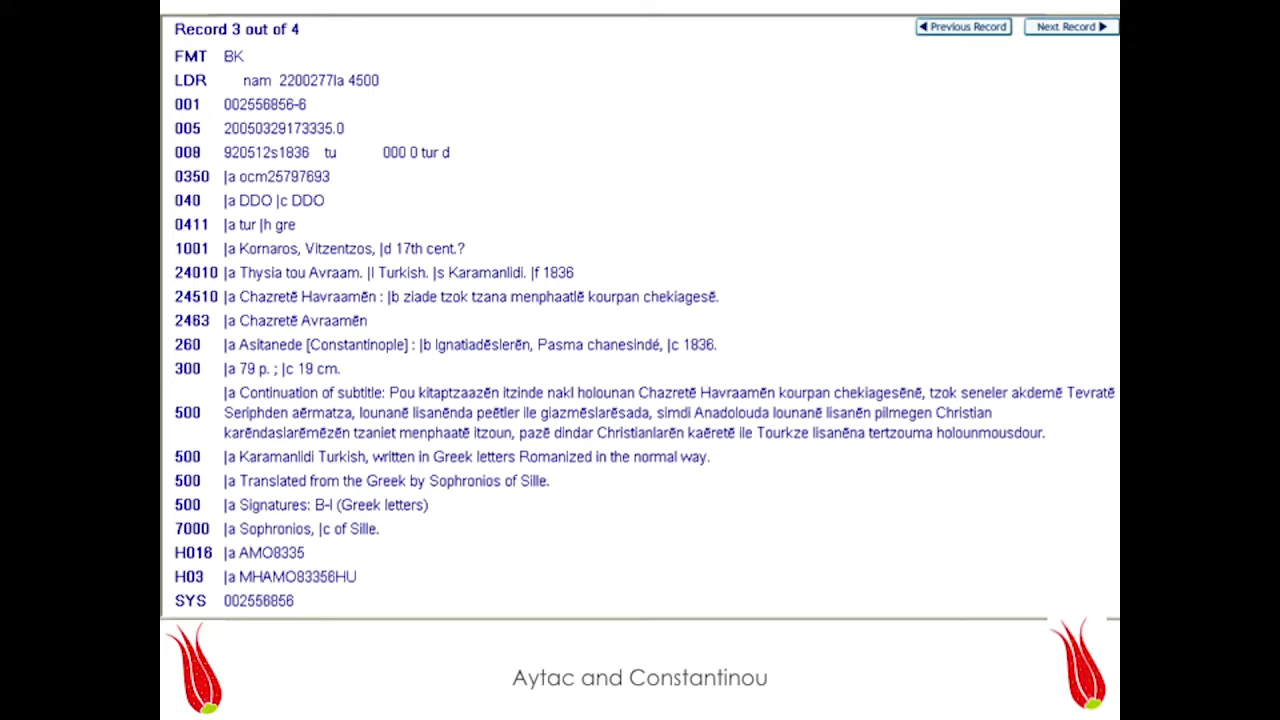 Record 3 out of 4
Previous Record
Next Record
FMT BK
LDR nam 2200277Ia 4500
001 002556856-6
005 20050329173335.0
008 920512s1836 tu 000 0 tur d
0350 |a ocm25797693
040 |a DDO |c DDO
0411 |a tur |h gre
1001 |a Kornaros, Vitzentzos, |d 17th cent.?
24010 |a Thysia tou Avraam. |l Turkish. |s Karamanlidi. |f 1836
24510 |a Chazretē Havraamēn : |b ziade tzok tzana menphaatlē kourpan chekiagesē.
2463 |a Chazretē Avraamēn
260 |a Asitanede [Constantinople] : |b Ignatiadēslerēn, Pasma chanesindé, |c 1836.
300 |a 79 p. ; |c 19 cm.
|a Continuation of subtitle: Pou kitaptzaazēn itzinde nakl holounan Chazretē Havraamēn kourpan chekiagesēnē, tzok seneler akdemē Tevratē
500 Seriphden aērmatza, lounanē lisanēnda peētler ile giazmēslarēsada, simdi Anadolouda lounanē lisanēn pilmegen Christian
karēndaslarēmēzēn tzaniet menphaatē itzoun, pazē dindar Christianlarēn kaēretē ile Tourkze lisanēna tertzouma holounmousdour.
500 |a Karamanlidi Turkish, written in Greek letters Romanized in the normal way.
500 |a Translated from the Greek by Sophronios of Sille.
500 |a Signatures: B-I (Greek letters)
7000 |a Sophronios, |c of Sille.
H016 |a AMO8335
H03 |a MHAMO83356HU
SYS 002556856
Aytac and Constantinou